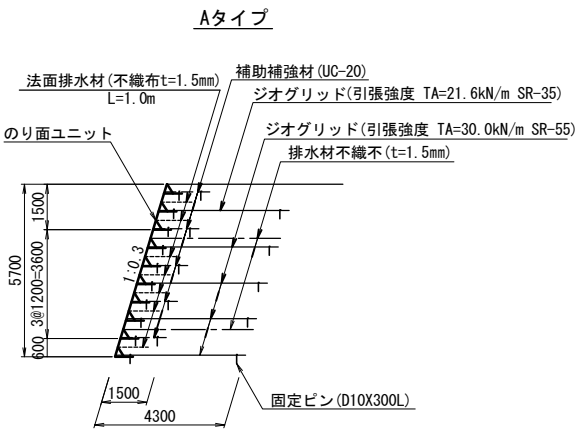 Aタイプ
補助補強材(UC-20)
法面排水材(不織布t=1.5mm)
L=1.0m
ジオグリッド(引張強度 TA=21.6kN/m SR-35)
のり面ユニット
ジオグリッド(引張強度 TA=30.0kN/m SR-55)
排水材不織不(t=1.5mm)
1500
5700
3@1200=3600
1:0.3
600
1500
4300
固定ピン(D10X300L)